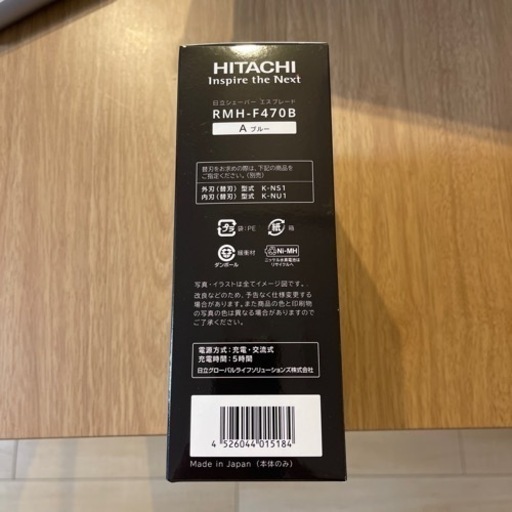 HITACHI
Inspire the Next
日立シェーバー エスブレード
RMH-F470B
A ブルー
替刃をお求めの際は、下記の商品を
ご指定ください。(別売)
外刃(替刃) 型式 K-NS1
内刃(替刃) 型式 K-NU1
プラ 袋:PE
紙 箱
緩衝材
ダンボール
Ni-MH
ニッケル水素電池は
リサイクルへ
写真・イラストは全てイメージ図です。
改良などのため、予告なく仕様変更する
場合があります。また商品の色と印刷物
の写真の色は異なる場合がありますので
ご了承ください。
電源方式:充電・交流式
充電時間:5時間
日立グローバルライフソリューションズ株式会社
4 526044 015184
Made in Japan (本体のみ)